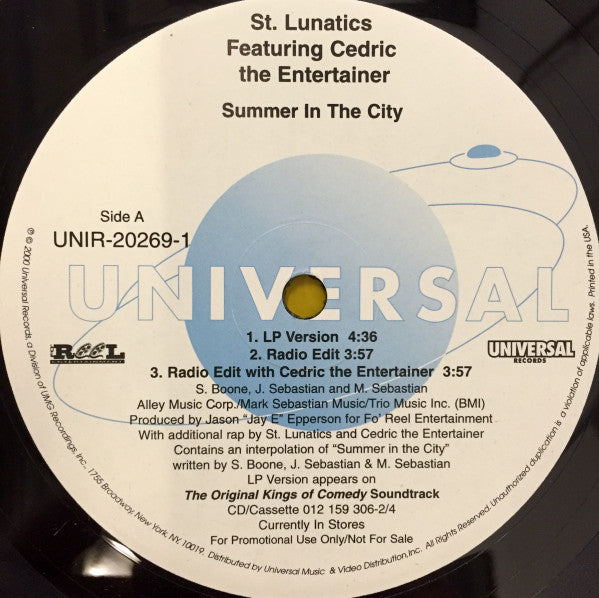 St. Lunatics
Featuring Cedric
the Entertainer
Summer In The City
Side A
UNIR-20269-1
UNIVERSAL
1. LP Version 4:36
2. Radio Edit 3:57
3. Radio Edit with Cedric the Entertainer 3:57
REEL
UNIVERSAL
RECORDS
S. Boone, J. Sebastian and M. Sebastian
Alley Music Corp./Mark Sebastian Music/Trio Music Inc. (BMI)
Produced by Jason "Jay E" Epperson for Fo' Reel Entertainment
With additional rap by St. Lunatics and Cedric the Entertainer
Contains an interpolation of "Summer in the City"
written by S. Boone, J. Sebastian & M. Sebastian
LP Version appears on
The Original Kings of Comedy Soundtrack
CD/Cassette 012 159 306-2/4
Currently In Stores
For Promotional Use Only/Not For Sale
℗ © 2000 Universal Records, a Division of UMG Recordings, Inc., 1755 Broadway, New York, NY, 10019. Distributed by Universal Music & Video Distribution, Inc. All Rights Reserved. Unauthorized duplication is a violation of applicable laws. Printed in the USA.